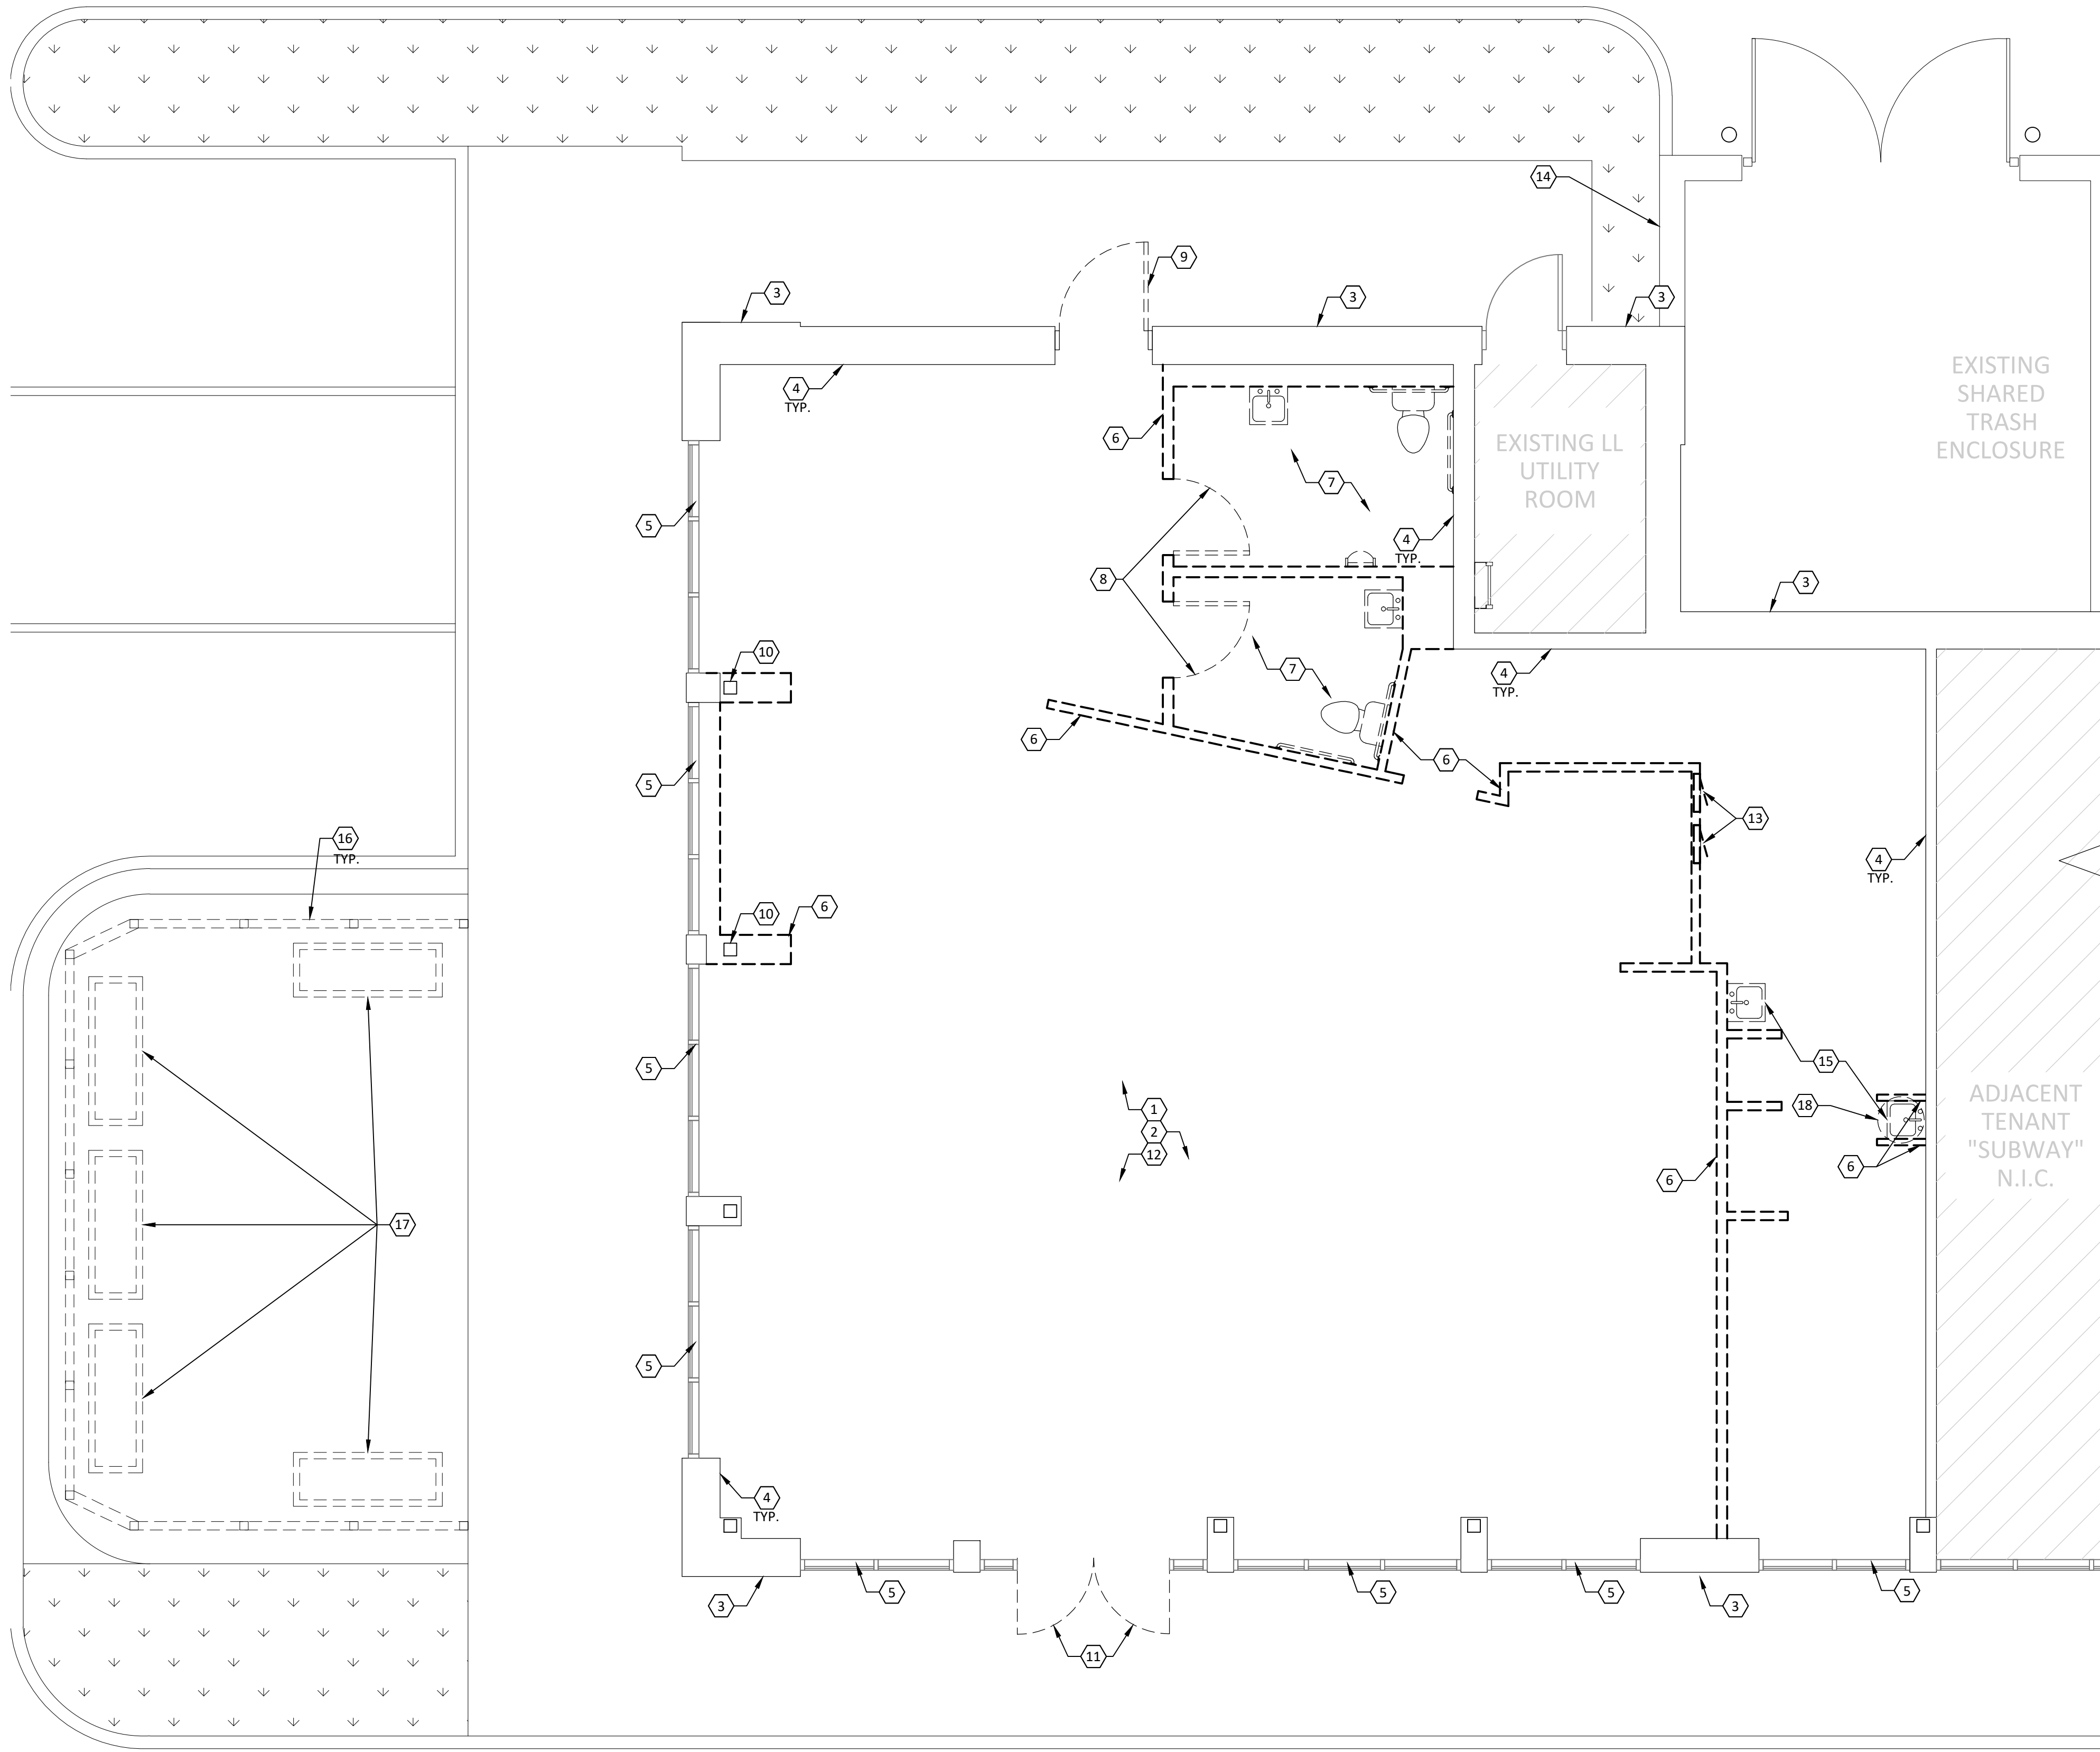 14
9
3
3
3
EXISTING
SHARED
TRASH
ENCLOSURE
4
TYP.
6
EXISTING LL
UTILITY
ROOM
7
5
4
TYP.
8
3
10
7
4
TYP.
6
6
5
13
16
TYP.
4
TYP.
10
6
15
5
ADJACENT
TENANT
"SUBWAY"
N.I.C.
18
1
2
12
6
6
17
5
4
TYP.
3
5
5
5
5
3
11